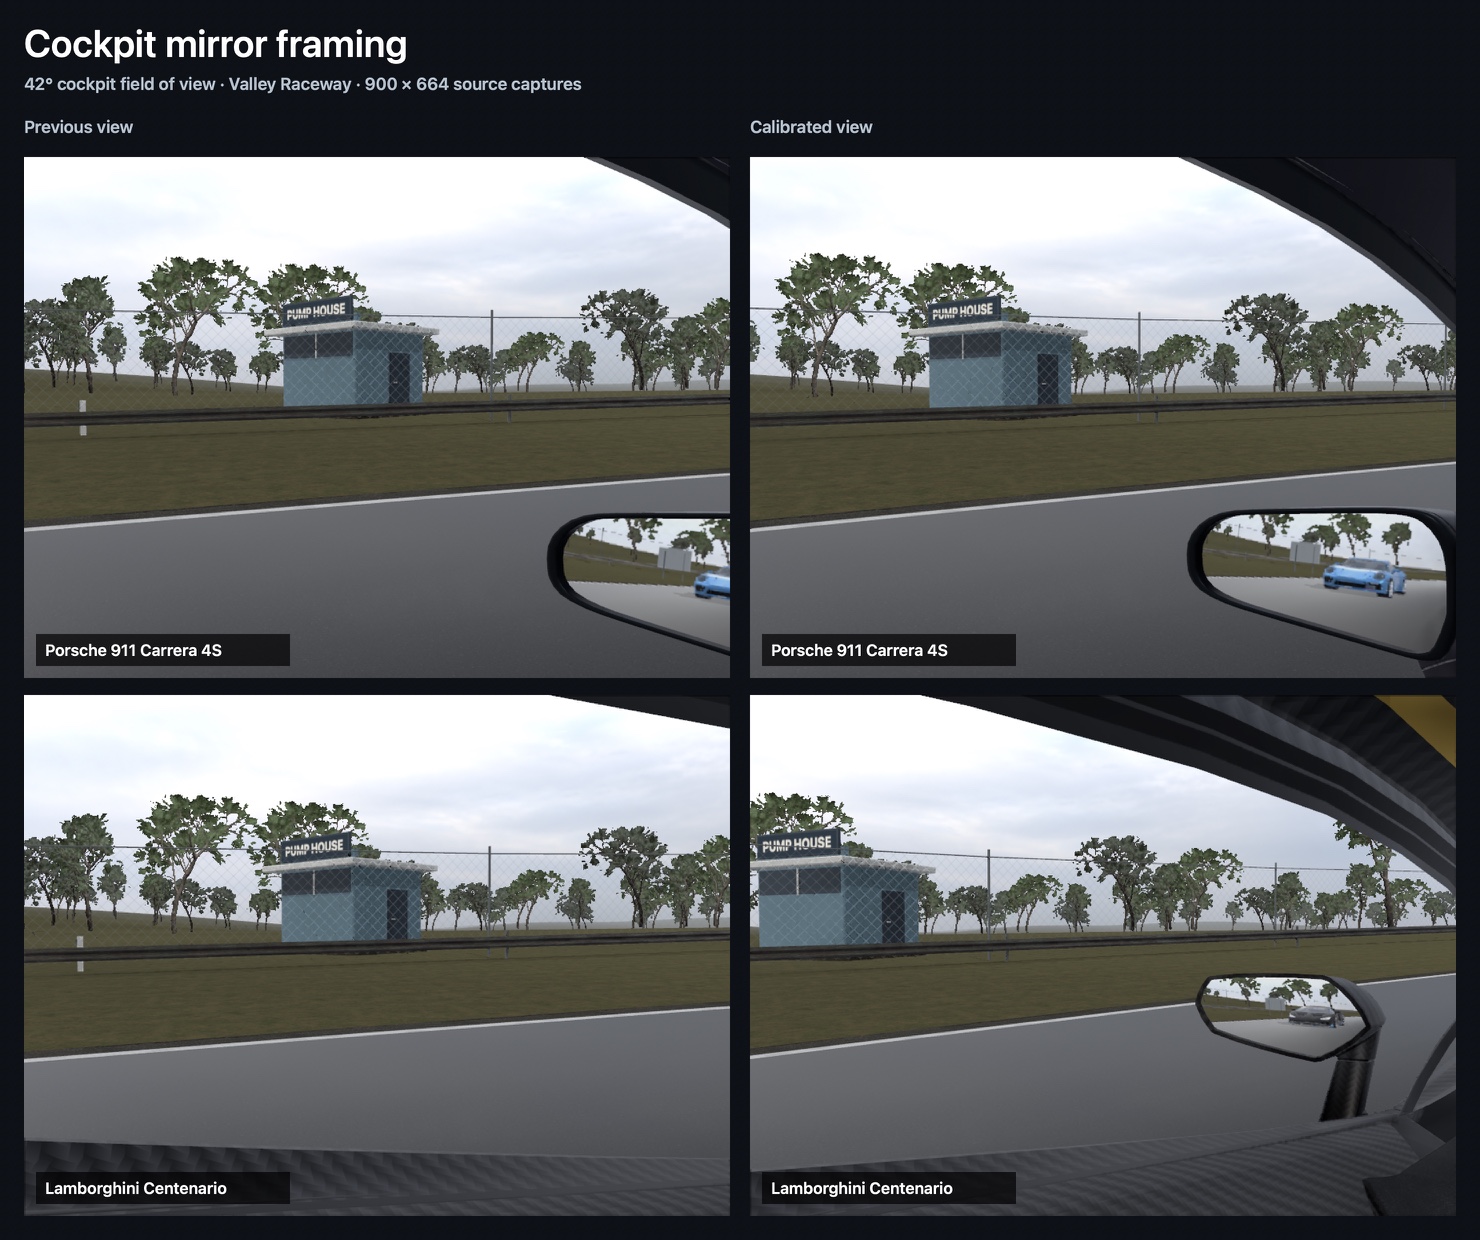 Cockpit mirror framing
42° cockpit field of view · Valley Raceway · 900 × 664 source captures
Previous view
Calibrated view
PUMP HOUSE
PUMP HOUSE
Porsche 911 Carrera 4S
Porsche 911 Carrera 4S
PUMP HOUSE
PUMP HOUSE
Lamborghini Centenario
Lamborghini Centenario